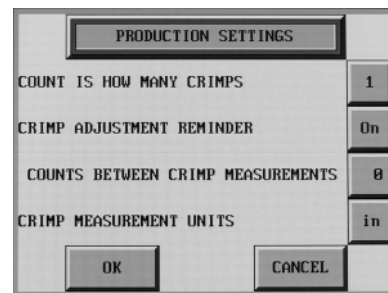 PRODUCTION SETTINGS
COUNT IS HOW MANY CRIMPS 1
CRIMP ADJUSTMENT REMINDER On
COUNTS BETWEEN CRIMP MEASUREMENTS 0
CRIMP MEASUREMENT UNITS in
OK CANCEL